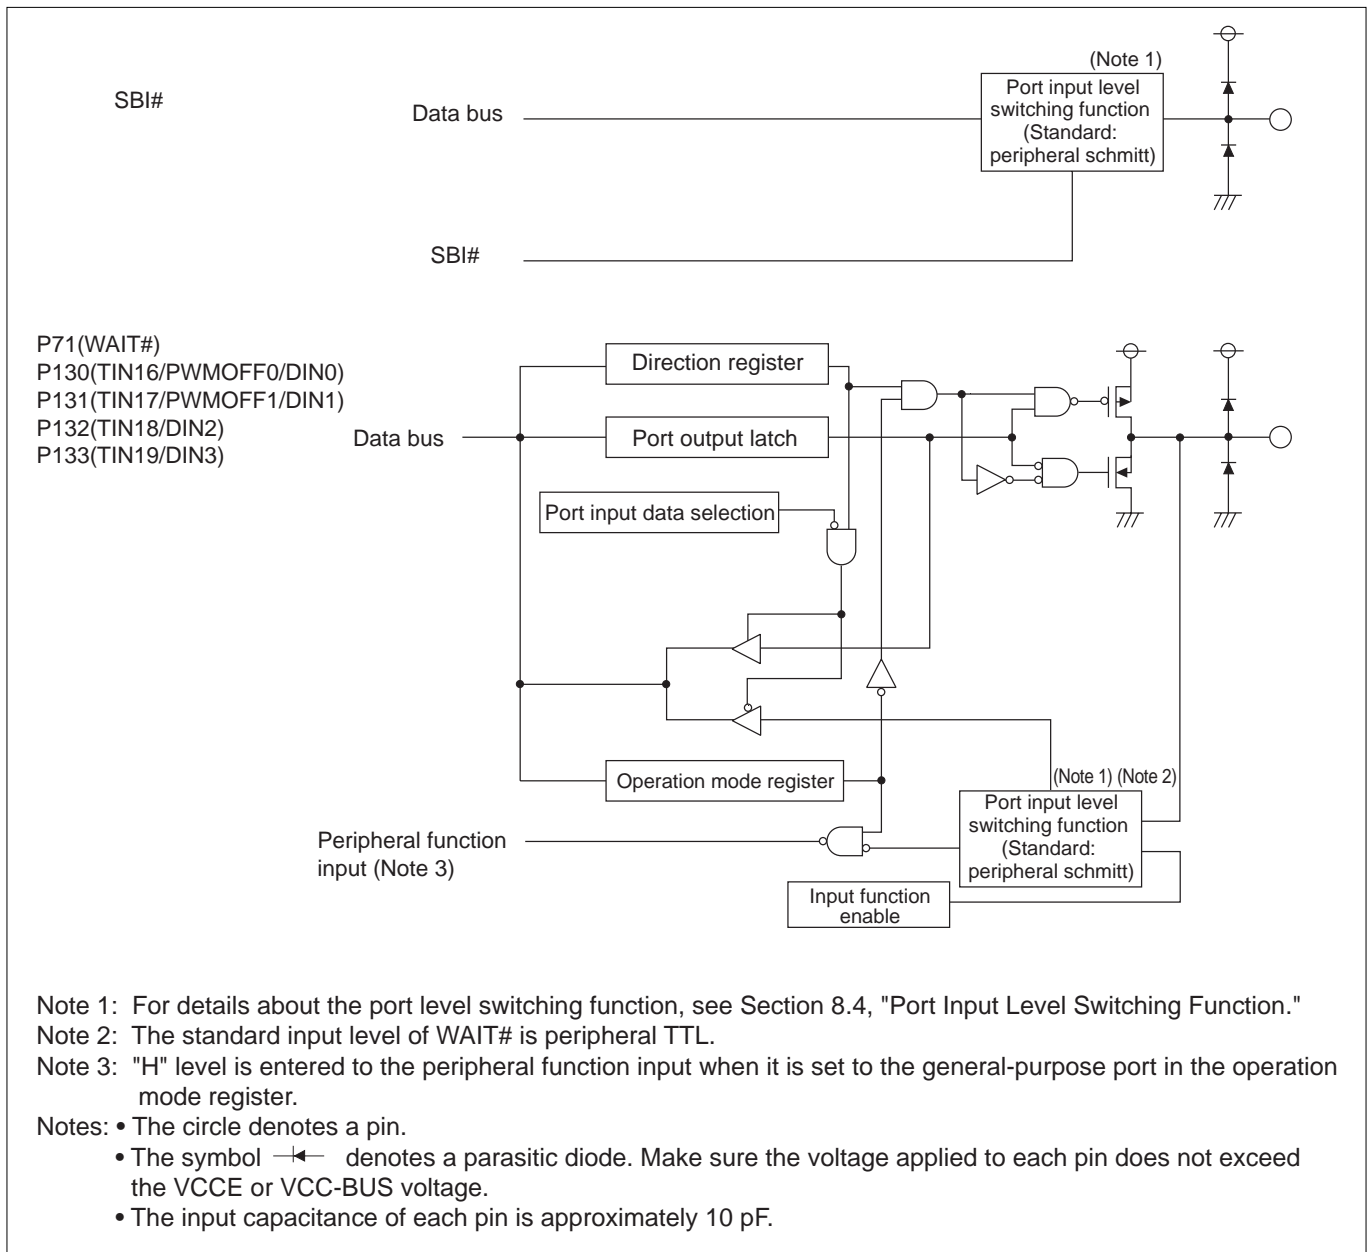 (Note 1)
SBI#
Data bus
Port input level
switching function
(Standard:
peripheral schmitt)
SBI#
P71(WAIT#)
P130(TIN16/PWMOFF0/DIN0)
P131(TIN17/PWMOFF1/DIN1)
P132(TIN18/DIN2)
P133(TIN19/DIN3)
Data bus
Direction register
Port output latch
Port input data selection
Operation mode register
(Note 1) (Note 2)
Port input level
switching function
(Standard:
peripheral schmitt)
Peripheral function
input (Note 3)
Input function
enable
Note 1: For details about the port level switching function, see Section 8.4, "Port Input Level Switching Function."
Note 2: The standard input level of WAIT# is peripheral TTL.
Note 3: "H" level is entered to the peripheral function input when it is set to the general-purpose port in the operation
mode register.
Notes: • The circle denotes a pin.
• The symbol denotes a parasitic diode. Make sure the voltage applied to each pin does not exceed
the VCCE or VCC-BUS voltage.
• The input capacitance of each pin is approximately 10 pF.